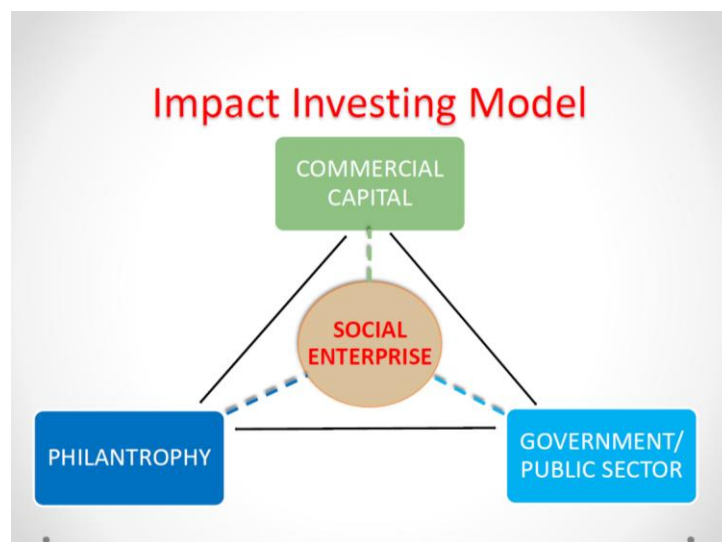 Impact Investing Model
COMMERCIAL
CAPITAL
SOCIAL
ENTERPRISE
PHILANTROPHY
GOVERNMENT/
PUBLIC SECTOR